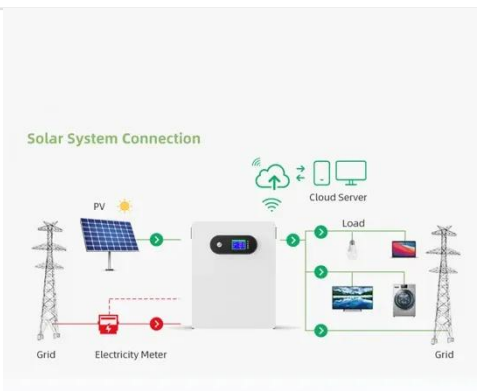 Solar System Connection
Cloud Server
PV
Load
Grid
Electricity Meter
Grid